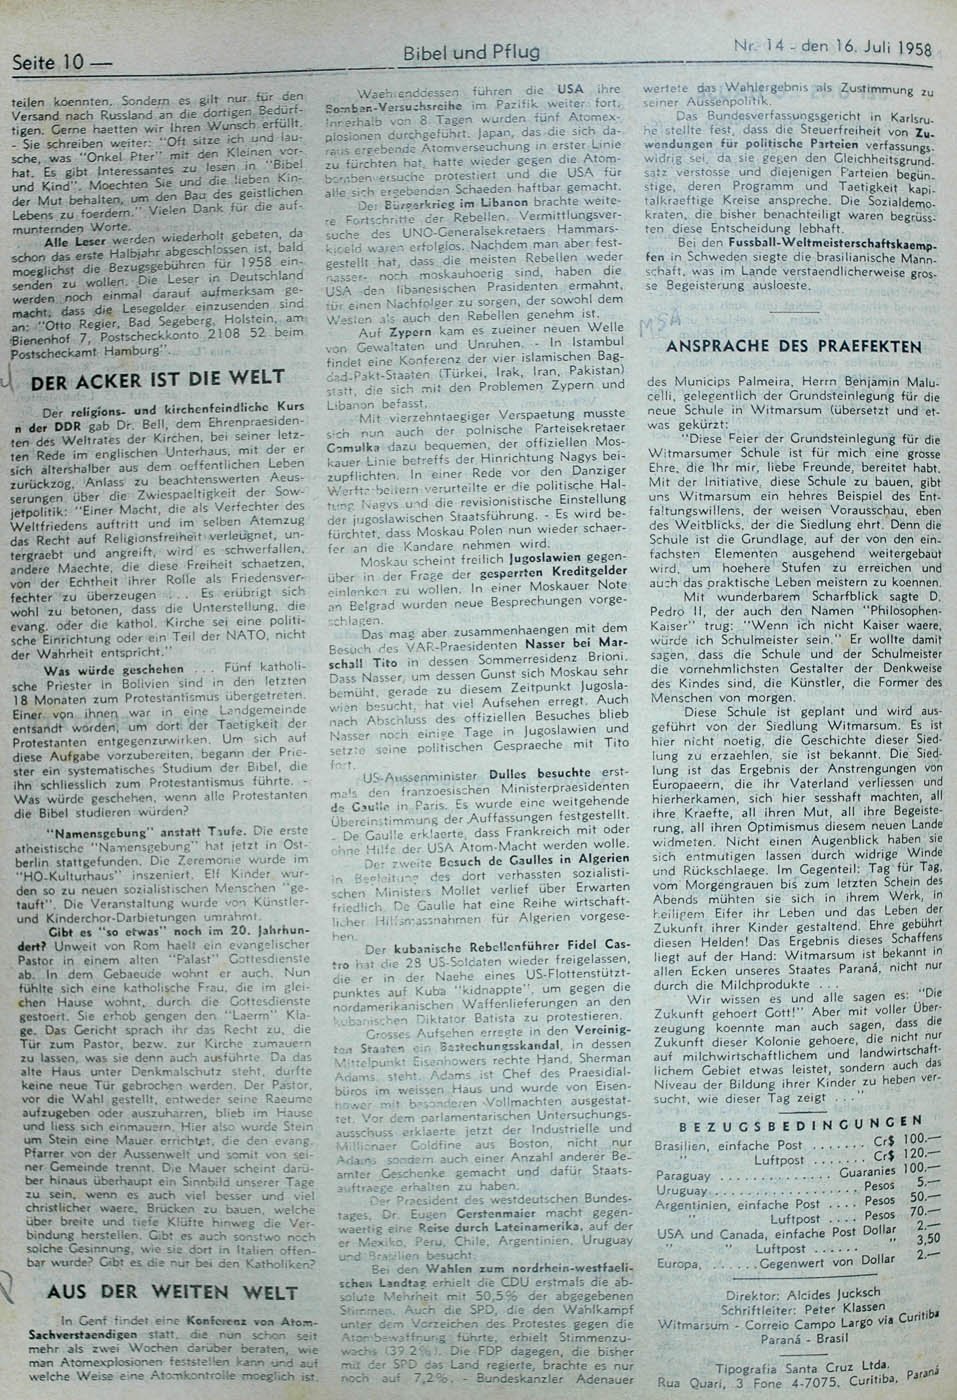 Seite 10 —
Bibel und Pflug
Nr. 14 - den 16. Juli 1958
teilen koennten. Sondern es gilt nur für den
Versand nach Russland an die dortigen Beduerf-
tigen. Gerne haetten wir Ihren Wunsch erfüllt.
- Sie schreiben weiter: "Oft sitze ich und lau-
sche, was "Onkel Pter" mit den Kleinen vor-
hat. Es gibt Interessantes zu lesen in "Bibel
und Kind". Moechten Sie und die lieben Kin-
der Mut behalten, um den Bau des geistlichen
Lebens zu foerdern." Vielen Dank für die auf-
munternden Worte.
Alle Leser werden wiederholt gebeten, da
schon das erste Halbjahr abgeschlossen ist, bald
moeglichst die Bezugsgebühren für 1958 ein-
senden zu wollen. Die Leser in Deutschland
werden noch einmal darauf aufmerksam ge-
macht, dass die Lesegelder einzusenden sind
an: "Otto Regier, Bad Segeberg, Holstein, am
Bienenhof 7, Postscheckkonto 2108 52 beim
Postscheckamt Hamburg".
DER ACKER IST DIE WELT
Der religions- und kirchenfeindliche Kurs
n der DDR gab Dr. Bell, dem Ehrenpraesiden-
ten des Weltrates der Kirchen, bei seiner letz-
ten Rede im englischen Unterhaus, mit der er
sich altershalber aus dem oeffentlichen Leben
zurückzog, Anlass zu beachtenswerten Aeus-
serungen über die Zwiespaeltigkeit der Sow-
jetpolitik: "Einer Macht, die als Verfechter des
Weltfriedens auftritt und im selben Atemzug
das Recht auf Religionsfreiheit verleugnet, un-
tergraebt und angreift, wird es schwerfallen,
andere Maechte, die diese Freiheit schaetzen,
von der Echtheit ihrer Rolle als Friedensver-
fechter zu überzeugen ... Es erübrigt sich
wohl zu betonen, dass die Unterstellung, die
evang. oder die kathol. Kirche sei eine politi-
sche Einrichtung oder ein Teil der NATO, nicht
der Wahrheit entspricht."
Was würde geschehen ... Fünf katholi-
sche Priester in Bolivien sind in den letzten
18 Monaten zum Protestantismus übergetreten.
Einer von ihnen war in eine Landgemeinde
entsandt worden, um dort der Taetigkeit der
Protestanten entgegenzuwirken. Um sich auf
diese Aufgabe vorzubereiten, begann der Prie-
ster ein systematisches Studium der Bibel, die
ihn schliesslich zum Protestantismus führte. -
Was würde geschehen, wenn alle Protestanten
die Bibel studieren würden?
"Namensgebung" anstatt Taufe. Die erste
atheistische "Namensgebung" hat jetzt in Ost-
berlin stattgefunden. Die Zeremonie wurde im
"HO-Kulturhaus" inszeniert. Elf Kinder wur-
den so zu neuen sozialistischen Menschen "ge-
tauft". Die Veranstaltung wurde von Künstler-
und Kinderchor-Darbietungen umrahmt.
Gibt es "so etwas" noch im 20. Jahrhun-
dert? Unweit von Rom haelt ein evangelischer
Pastor in einem alten "Palast" Gottesdienste
ab. In dem Gebaeude wohnt er auch. Nun
fühlte sich eine katholische Frau, die im glei-
chen Hause wohnt, durch die Gottesdienste
gestoert. Sie erhob gengen den "Laerm" Kla-
ge. Das Gericht sprach ihr das Recht zu, die
Tür zum Pastor, bezw. zur Kirche zumauern
zu lassen, was sie denn auch ausführte. Da das
alte Haus unter Denkmalschutz steht, durfte
keine neue Tür gebrochen werden. Der Pastor,
vor die Wahl gestellt, entweder seine Raeume
aufzugeben oder auszuharren, blieb im Hause
und liess sich einmauern. Hier also wurde Stein
um Stein eine Mauer errichtet, die den evang.
Pfarrer von der Aussenwelt und somit von sei-
ner Gemeinde trennt. Die Mauer scheint darü-
ber hinaus überhaupt ein Sinnbild unserer Tage
zu sein, wenn es auch viel besser und viel
christlicher waere, Brücken zu bauen, welche
über breite und tiefe Klüfte hinweg die Ver-
bindung herstellen. Gibt es auch sonstwo noch
solche Gesinnung, wie sie dort in Italien offen-
bar wurde? Gibt es die nur bei den Katholiken?
AUS DER WEITEN WELT
In Genf findet eine Konferenz von Atom-
Sachverstaendigen statt, die nun schon seit
mehr als zwei Wochen darüber beraten, wie
man Atomexplosionen feststellen kann und auf
welche Weise eine Atomkontrolle moeglich ist.
Waehrenddessen führen die USA ihre
Bomben-Versuchsreihe im Pazifik weiter fort.
Innerhalb von 8 Tagen wurden fünf Atomex-
plosionen durchgeführt. Japan, das die sich da-
raus ergebende Atomverseuchung in erster Linie
zu fürchten hat, hatte wieder gegen die Atom-
bombenversuche protestiert und die USA für
alle sich ergebenden Schaeden haftbar gemacht.
Der Bürgerkrieg im Libanon brachte weite-
re Fortschritte der Rebellen. Vermittlungsver-
suche des UNO-Generalsekretaers Hammars-
kjoeld waren erfolglos. Nachdem man aber fest-
gestellt hat, dass die meisten Rebellen weder
nasser- noch moskauhoerig sind, haben die
USA den libanesischen Prasidenten ermahnt,
für einen Nachfolger zu sorgen, der sowohl dem
Westen als auch den Rebellen genehm ist.
Auf Zypern kam es zueiner neuen Welle
von Gewaltaten und Unruhen. - In Istambul
findet eine Konferenz der vier islamischen Bag-
dad-Pakt-Staaten (Türkei, Irak, Iran, Pakistan)
statt, die sich mit den Problemen Zypern und
Libanon befasst.
Mit vierzehntaegiger Verspaetung musste
sich nun auch der polnische Parteisekretaer
Gomulka dazu bequemen, der offiziellen Mos-
kauer Linie betreffs der Hinrichtung Nagys bei-
zupflichten. In einer Rede vor den Danziger
Werftarbeitern verurteilte er die politische Hal-
tung Nagys und die revisionistische Einstellung
der jugoslawischen Staatsführung. - Es wird be-
fürchtet, dass Moskau Polen nun wieder schaer-
fer an die Kandare nehmen wird.
Moskau scheint freilich Jugoslawien gegen-
über in der Frage der gesperrten Kreditgelder
einlenken zu wollen. In einer Moskauer Note
an Belgrad wurden neue Besprechungen vorge-
schlagen.
Das mag aber zusammenhaengen mit dem
Besuch des VAR-Praesidenten Nasser bei Mar-
schall Tito in dessen Sommerresidenz Brioni.
Dass Nasser, um dessen Gunst sich Moskau sehr
bemüht, gerade zu diesem Zeitpunkt Jugosla-
wien besucht, hat viel Aufsehen erregt. Auch
nach Abschluss des offiziellen Besuches blieb
Nasser noch einige Tage in Jugoslawien und
setzte seine politischen Gespraeche mit Tito
fort.
US-Aussenminister Dulles besuchte erst-
mals den franzoesischen Ministerpraesidenten
de Gaulle in Paris. Es wurde eine weitgehende
Übereinstimmung der Auffassungen festgestellt.
- De Gaulle erklaerte, dass Frankreich mit oder
ohne Hilfe der USA Atom-Macht werden wolle.
Der zweite Besuch de Gaulles in Algerien
in Begleitung des dort verhassten sozialisti-
schen Ministers Mollet verlief über Erwarten
friedlich. De Gaulle hat eine Reihe wirtschaft-
licher Hilfsmassnahmen für Algerien vorgese-
hen.
Der kubanische Rebellenführer Fidel Cas-
tro hat die 28 US-Soldaten wieder freigelassen,
die er in der Naehe eines US-Flottenstützt-
punktes auf Kuba "kidnappte", um gegen die
nordamerikanischen Waffenlieferungen an den
kubanischen Diktator Batista zu protestieren.
Grosses Aufsehen erregte in den Vereinig-
ten Staaten ein Bastechungsskandal, in dessen
Mittelpunkt Eisenhowers rechte Hand, Sherman
Adams, steht. Adams ist Chef des Praesidial-
büros im weissen Haus und wurde von Eisen-
hower mit besonderen Vollmachten ausgestat-
tet. Vor dem parlamentarischen Untersuchungs-
ausschuss erklaerte jetzt der Industrielle und
Millionaer Goldfine aus Boston, nicht nur
Adams sondern auch einer Anzahl anderer Be-
amter Geschenke gemacht und dafür Staats-
auftraege erhalten zu haben.
Der Praesident des westdeutschen Bundes-
tages, Dr. Eugen Gerstenmaier macht gegen-
waertig eine Reise durch Lateinamerika, auf der
er Mexiko, Peru, Chile, Argentinien, Uruguay
und Brasilien besucht.
Bei den Wahlen zum nordrhein-westfaeli-
schen Landtag erhielt die CDU erstmals die ab-
solute Mehrheit mit 50,5% der abgegebenen
Stimmen. Auch die SPD, die den Wahlkampf
unter dem Vorzeichen des Protestes gegen die
Atombewaffnung führte, erhielt Stimmenzu-
wachs (39,2%). Die FDP dagegen, die bisher
mit der SPD das Land regierte, brachte es nur
noch auf 7,2%. - Bundeskanzler Adenauer
wertete das Wahlergebnis als Zustimmung zu
seiner Aussenpolitik.
Das Bundesverfassungsgericht in Karlsru-
he stellte fest, dass die Steuerfreiheit von Zu-
wendungen für politische Parteien verfassungs-
widrig sei, da sie gegen den Gleichheitsgrund-
satz verstosse und diejenigen Parteien begün-
stige, deren Programm und Taetigkeit kapi-
talkraeftige Kreise anspreche. Die Sozialdemo-
kraten, die bisher benachteiligt waren begrüss-
ten diese Entscheidung lebhaft.
Bei den Fussball-Weltmeisterschaftskaemp-
fen in Schweden siegte die brasilianische Mann-
schaft, was im Lande verstaendlicherweise gros-
se Begeisterung ausloeste.
MSA
ANSPRACHE DES PRAEFEKTEN
des Municips Palmeira, Herrn Benjamin Malu-
celli, gelegentlich der Grundsteinlegung für die
neue Schule in Witmarsum (übersetzt und et-
was gekürzt:
"Diese Feier der Grundsteinlegung für die
Witmarsumer Schule ist für mich eine grosse
Ehre, die Ihr mir, liebe Freunde, bereitet habt.
Mit der Initiative, diese Schule zu bauen, gibt
uns Witmarsum ein hehres Beispiel des Ent-
faltungswillens, der weisen Vorausschau, eben
des Weitblicks, der die Siedlung ehrt. Denn die
Schule ist die Grundlage, auf der von den ein-
fachsten Elementen ausgehend weitergebaut
wird, um hoehere Stufen zu erreichen und
auch das praktische Leben meistern zu koennen.
Mit wunderbarem Scharfblick sagte D.
Pedro II, der auch den Namen "Philosophen-
Kaiser" trug: "Wenn ich nicht Kaiser waere,
würde ich Schulmeister sein." Er wollte damit
sagen, dass die Schule und der Schulmeister
die vornehmlichsten Gestalter der Denkweise
des Kindes sind, die Künstler, die Former des
Menschen von morgen.
Diese Schule ist geplant und wird aus-
geführt von der Siedlung Witmarsum. Es ist
hier nicht noetig, die Geschichte dieser Sied-
lung zu erzaehlen, sie ist bekannt. Die Sied-
lung ist das Ergebnis der Anstrengungen von
Europaeern, die ihr Vaterland verliessen und
hierherkamen, sich hier sesshaft machten, all
ihre Kraefte, all ihren Mut, all ihre Begeiste-
rung, all ihren Optimismus diesem neuen Lande
widmeten. Nicht einen Augenblick haben sie
sich entmutigen lassen durch widrige Winde
und Rückschlaege. Im Gegenteil: Tag für Tag,
vom Morgengrauen bis zum letzten Schein des
Abends mühten sie sich in ihrem Werk, in
heiligem Eifer ihr Leben und das Leben der
Zukunft ihrer Kinder gestaltend. Ehre gebührt
diesen Helden! Das Ergebnis dieses Schaffens
liegt auf der Hand: Witmarsum ist bekannt in
allen Ecken unseres Staates Paraná, nicht nur
durch die Milchprodukte ...
Wir wissen es und alle sagen es: "Die
Zukunft gehoert Gott!" Aber mit voller Über-
zeugung koennte man auch sagen, dass die
Zukunft dieser Kolonie gehoere, die nicht nur
auf milchwirtschaftlichem und landwirtschaft-
lichem Gebiet etwas leistet, sondern auch das
Niveau der Bildung ihrer Kinder zu heben ver-
sucht, wie dieser Tag zeigt ..."
BEZUGSBEDINGUNGEN
Brasilien, einfache Post ....... Cr$ 100.—
" Luftpost ....... Cr$ 120.—
Paraguay ................ Guaranies 100.—
Uruguay .................. Pesos 5.—
Argentinien, einfache Post .... Pesos 50.—
" Luftpost .... Pesos 70.—
USA und Canada, einfache Post Dollar 2.—
" " Luftpost ...... " 3,50
Europa, ....... Gegenwert von Dollar 2.—
Direktor: Alcides Jucksch
Schriftleiter: Peter Klassen
Witmarsum - Correio Campo Largo via Curitiba
Paraná - Brasil
Tipografia Santa Cruz Ltda.
Rua Quari, 3 Fone 4-7075, Curitiba, Paraná